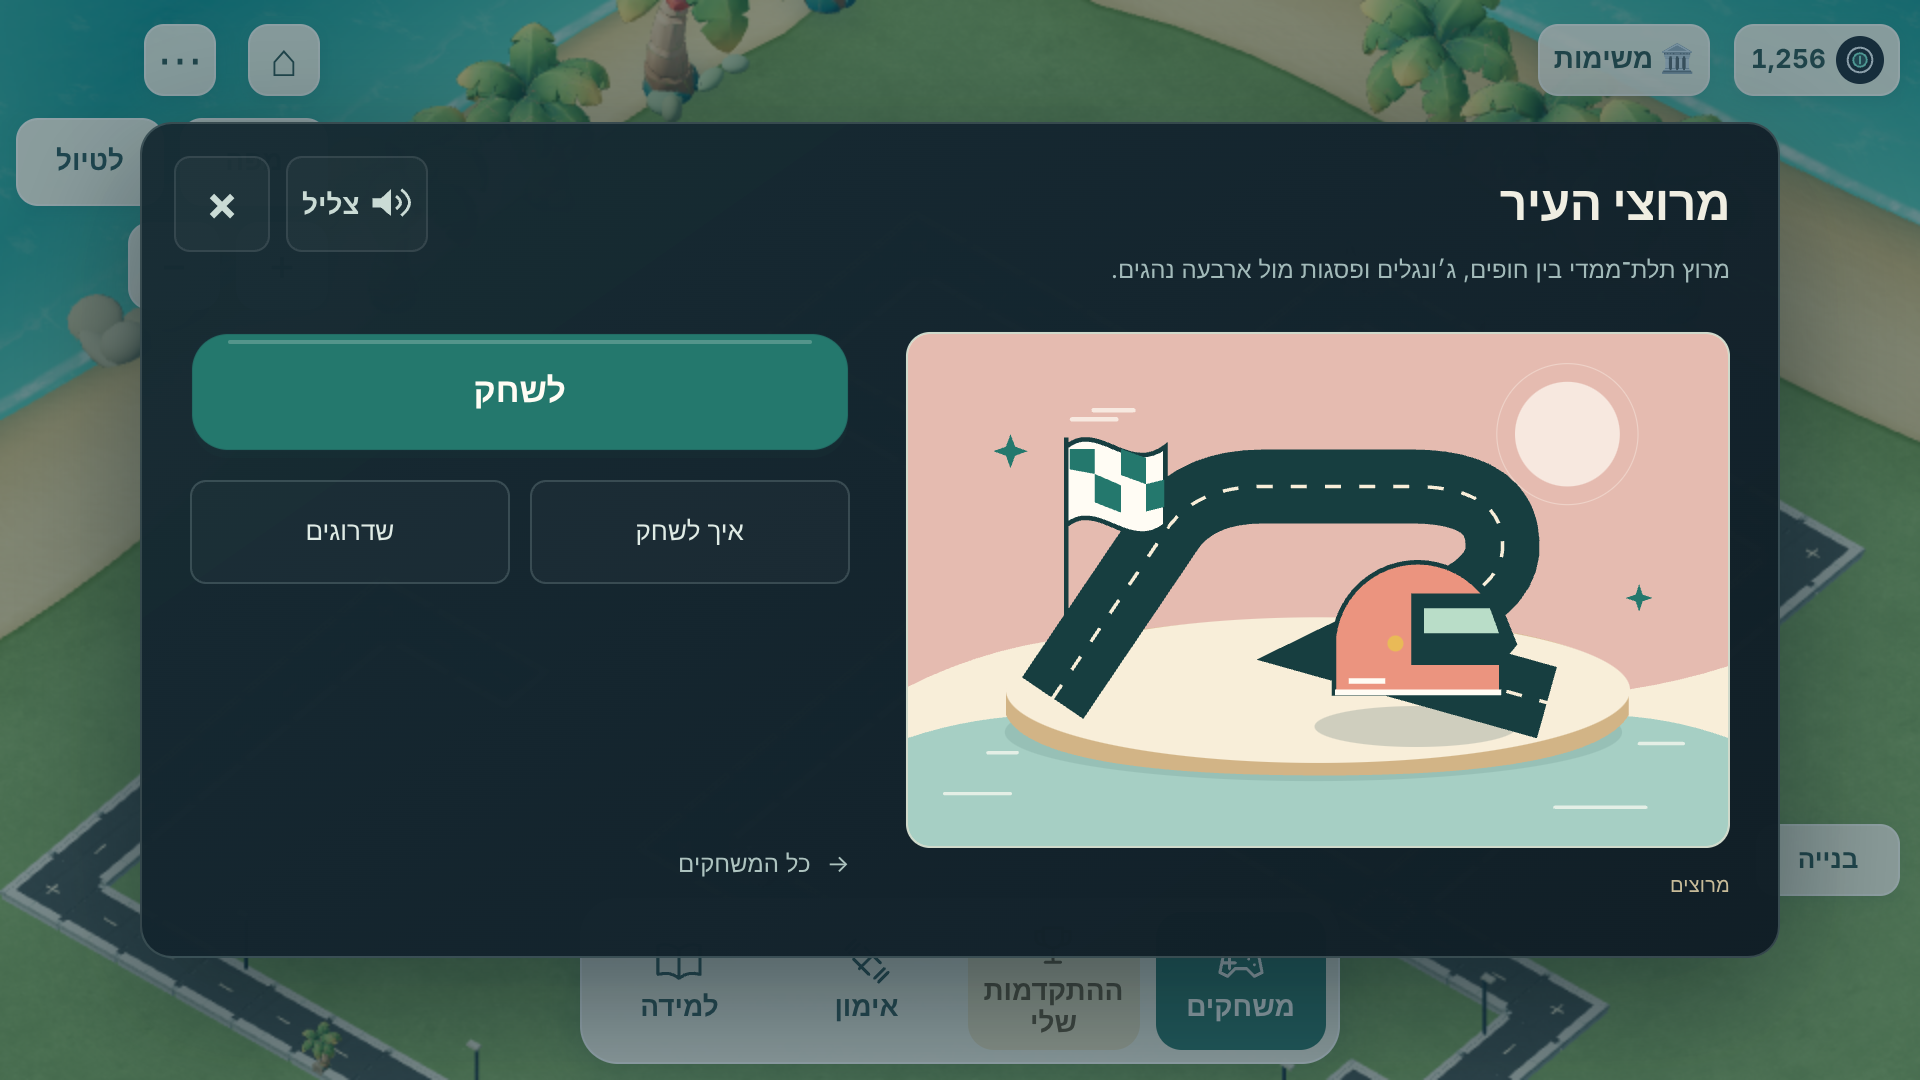 1,256
משימות
לטיול
צליל
מרוצי העיר
מרוץ תלת־ממדי בין חופים, ג׳ונגלים ופסגות מול ארבעה נהגים.
לשחק
איך לשחק
שדרוגים
כל המשחקים
מרוצים
בנייה
משחקים
ההתקדמות
שלי
אימון
למידה